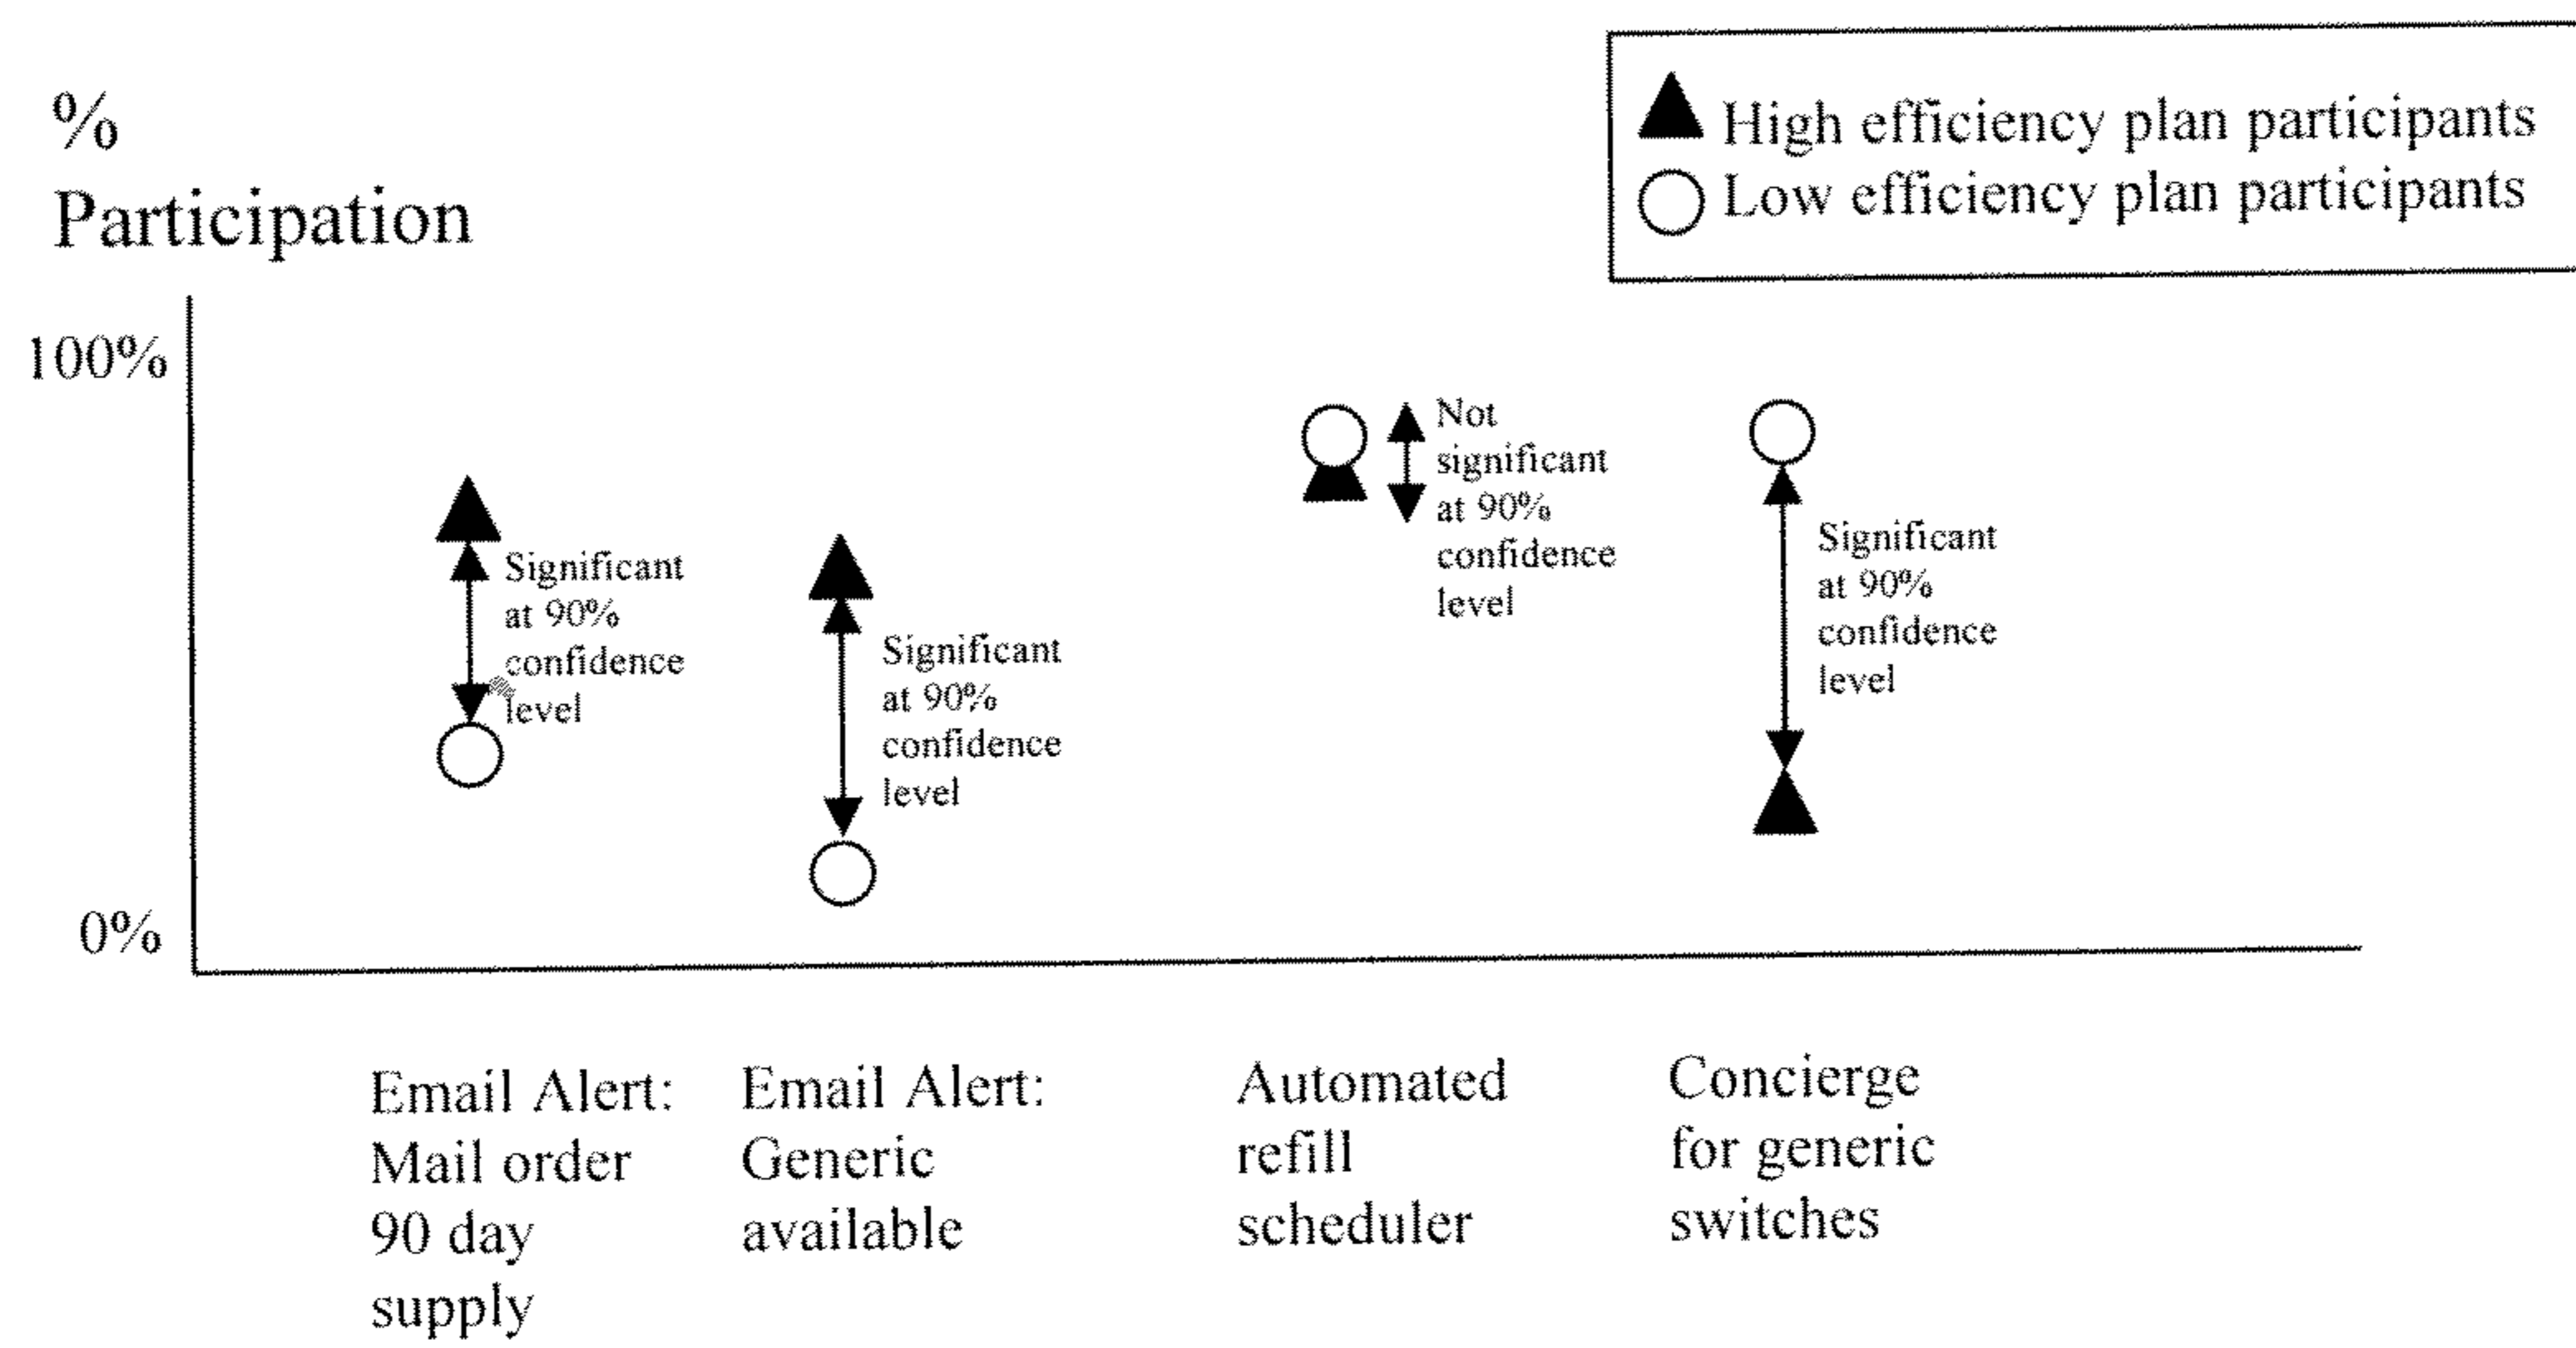 %
Participation
High efficiency plan participants
Low efficiency plan participants
100%
0%
Significant
at 90%
confidence
level
Significant
at 90%
confidence
level
Not
significant
at 90%
confidence
level
Significant
at 90%
confidence
level
Email Alert:
Mail order
90 day
supply
Email Alert:
Generic
available
Automated
refill
scheduler
Concierge
for generic
switches